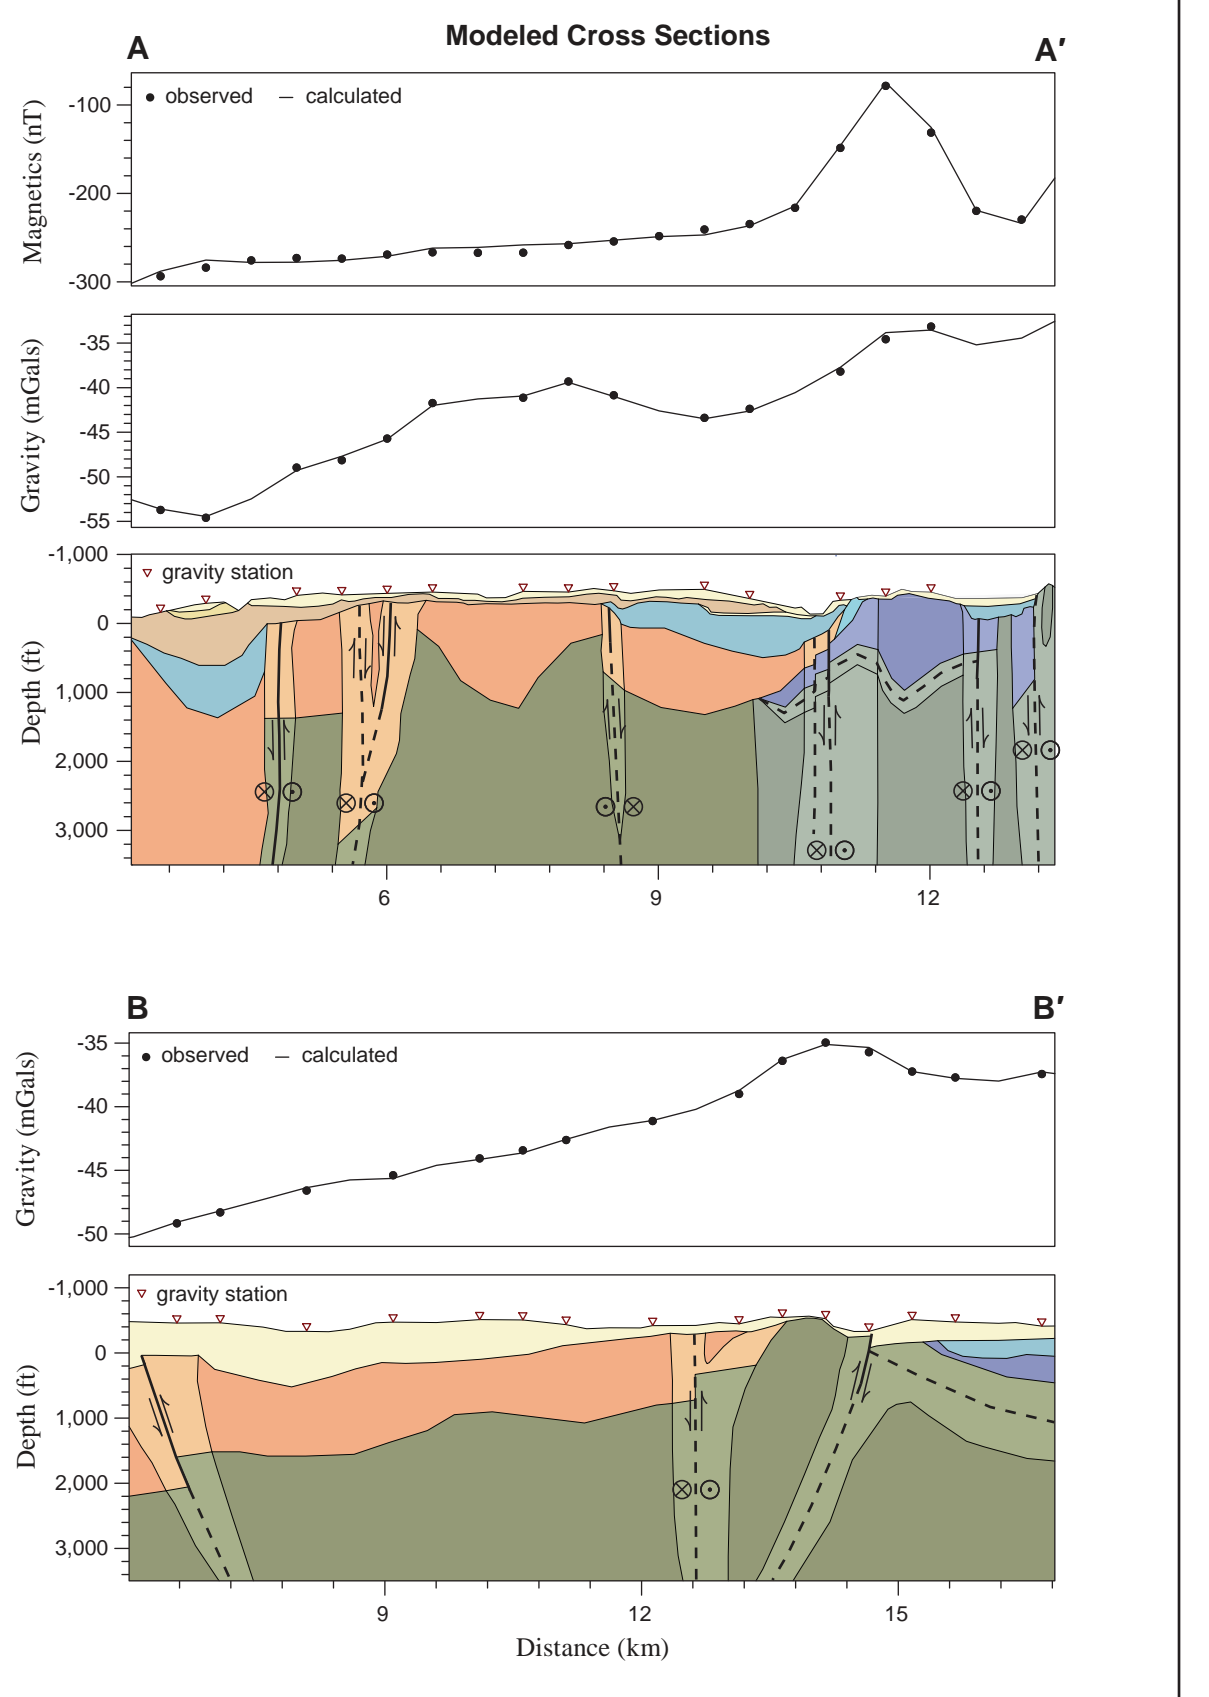 Modeled Cross Sections
A A′
observed calculated
Magnetics (nT)
-100
-200
-300
Gravity (mGals)
-35
-40
-45
-50
-55
gravity station
Depth (ft)
-1,000
0
1,000
2,000
3,000
6 9 12
B B′
observed calculated
Gravity (mGals)
-35
-40
-45
-50
gravity station
Depth (ft)
-1,000
0
1,000
2,000
3,000
9 12 15
Distance (km)